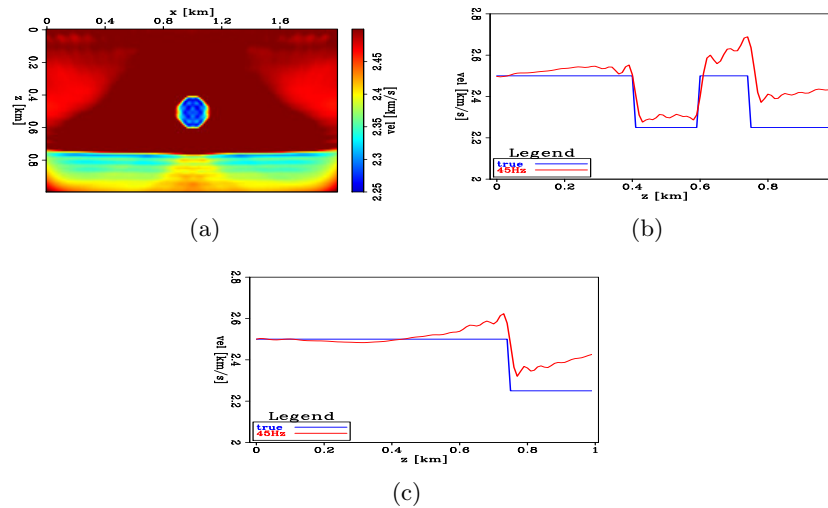 x [km]
0 0.4 0.8 1.2 1.6
0
0.2
0.4
0.6
0.8
z [km]
2.45
2.4
2.35
2.3
2.25
vel [km/s]
(a)
2.8
2.6
2.4
2.2
2
vel [km/s]
Legend
true
45Hz
0 0.2 0.4 0.6 0.8
z [km]
(b)
2.8
2.6
2.4
2.2
2
vel [km/s]
Legend
true
45Hz
0 0.2 0.4 0.6 0.8 1
z [km]
(c)